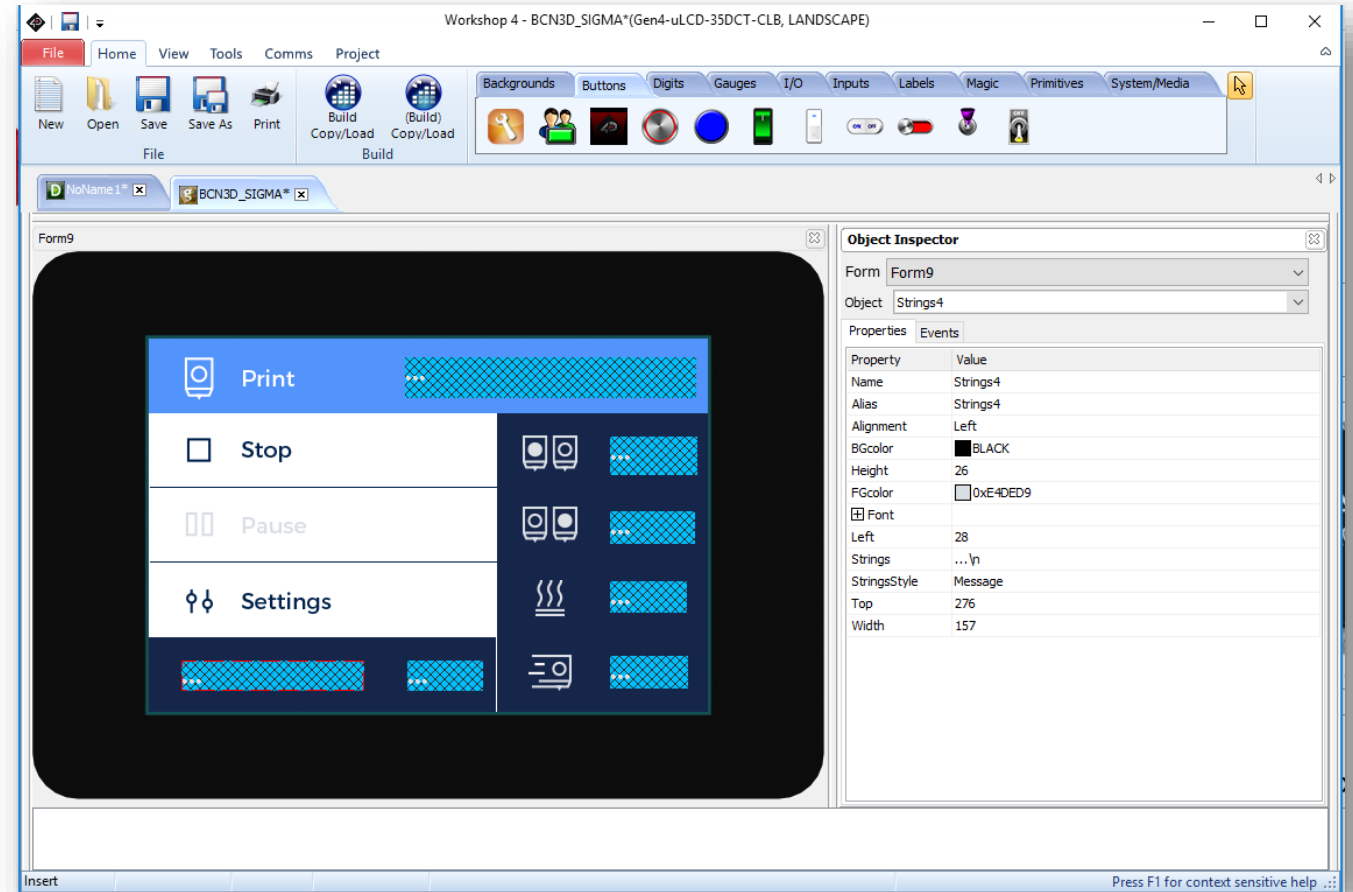 Workshop 4 - BCN3D_SIGMA*(Gen4-uLCD-35DCT-CLB, LANDSCAPE)
File Home View Tools Comms Project
New Open Save Save As Print
File
Build Copy/Load
(Build) Copy/Load
Build
Backgrounds Buttons Digits Gauges I/O Inputs Labels Magic Primitives System/Media
ON OFF
OFF
NoName1* BCN3D_SIGMA*
Form9
Print ...
Stop ...
Pause ...
Settings ...
... ... ...
Object Inspector
Form Form9
Object Strings4
Properties Events
Property Value
Name Strings4
Alias Strings4
Alignment Left
BGcolor BLACK
Height 26
FGcolor 0xE4DED9
Font
Left 28
Strings ...\n
StringsStyle Message
Top 276
Width 157
Insert Press F1 for context sensitive help